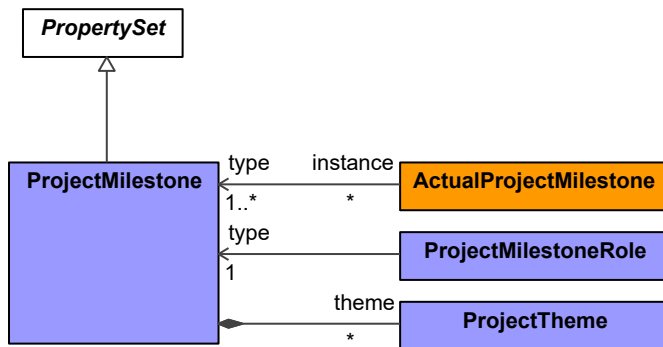 PropertySet
type instance
ProjectMilestone ActualProjectMilestone
1..* *
type
ProjectMilestoneRole
1
theme
ProjectTheme
*